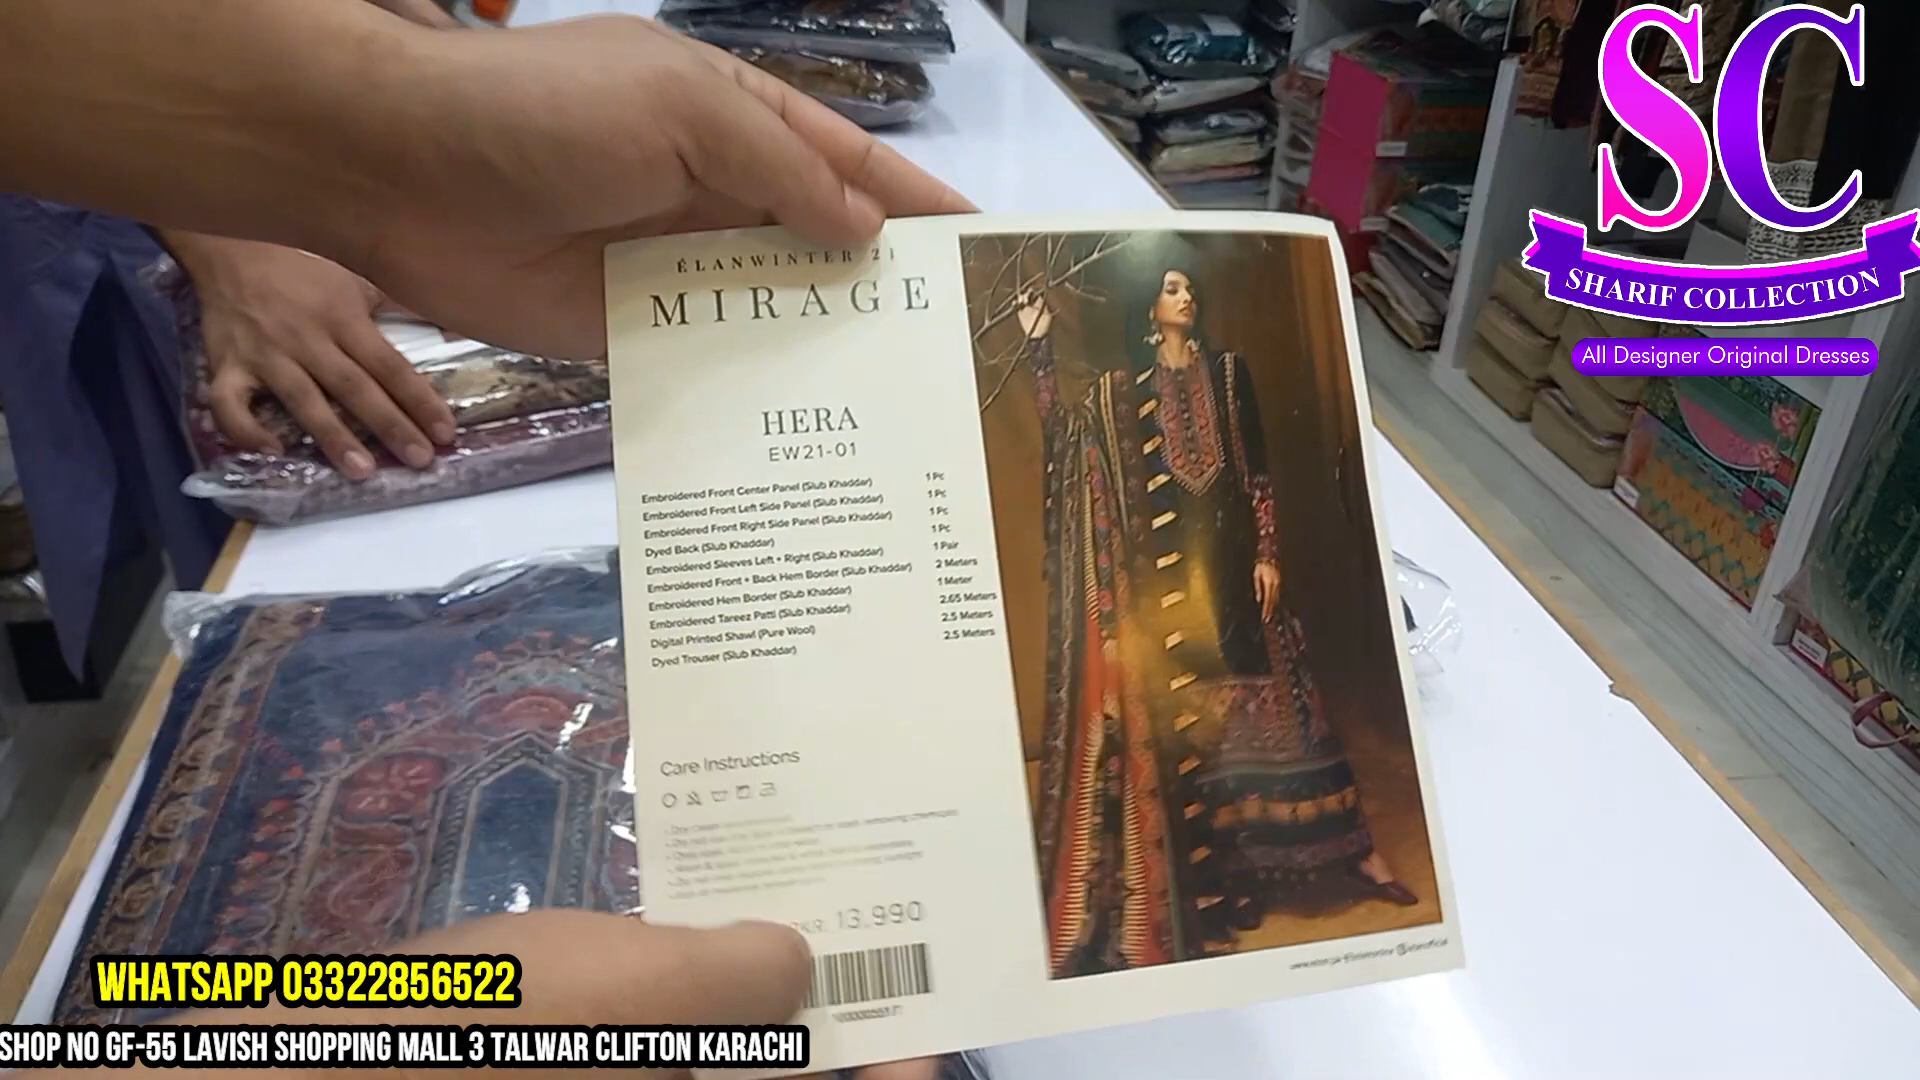 SC
SHARIF COLLECTION
All Designer Original Dresses
ÉLANWINTER 21
MIRAGE
HERA
EW21-01
Embroidered Front Center Panel (Slub Khaddar) 1 Pc
Embroidered Front Left Side Panel (Slub Khaddar) 1 Pc
Embroidered Front Right Side Panel (Slub Khaddar) 1 Pc
Dyed Back (Slub Khaddar) 1 Pc
Embroidered Sleeves Left + Right (Slub Khaddar) 1 Pair
Embroidered Front + Back Hem Border (Slub Khaddar) 2 Meters
Embroidered Hem Border (Slub Khaddar) 1 Meter
Embroidered Tareez Patti (Slub Khaddar) 2.65 Meters
Digital Printed Shawl (Pure Wool) 2.5 Meters
Dyed Trouser (Slub Khaddar) 2.5 Meters
Care Instructions
PKR. 13,990
WHATSAPP 03322856522
SHOP NO GF-55 LAVISH SHOPPING MALL 3 TALWAR CLIFTON KARACHI